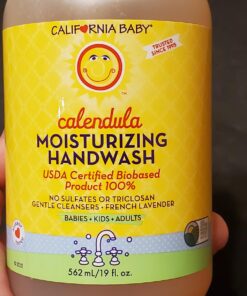 CALIFORNIA BABY®
TRUSTED
SINCE 1995
calendula
MOISTURIZING
HANDWASH
USDA Certified Biobased
Product 100%
NO SULFATES OR TRICLOSAN
GENTLE CLEANSERS • FRENCH LAVENDER
BABIES • KIDS • ADULTS
562 mL/19 fl. oz.